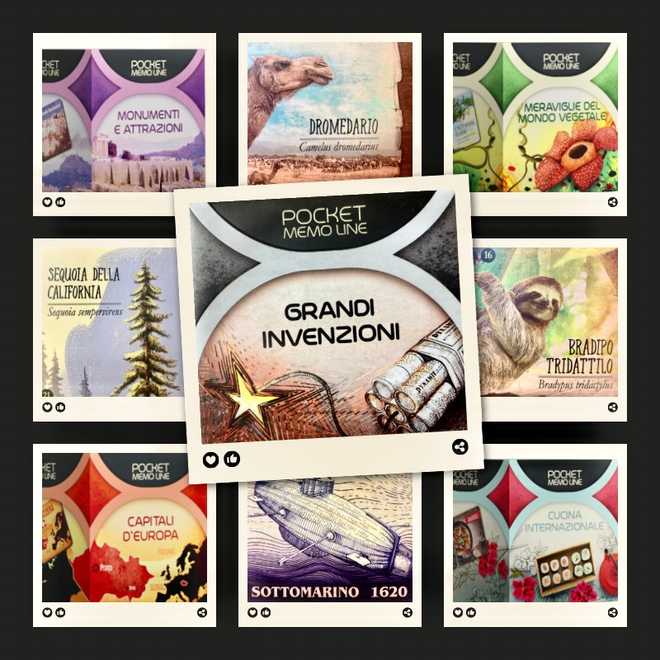 POCKET
MEMO LINE
MONUMENTI
E ATTRAZIONI
DROMEDARIO
Camelus dromedarius
POCKET
MEMO LINE
MERAVIGLIE DEL
MONDO VEGETALE
SEQUOIA DELLA
CALIFORNIA
Sequoia sempervirens
POCKET
MEMO LINE
GRANDI
INVENZIONI
DYNAMIT
16
BRADIPO
TRIDATTILO
Bradypus tridactylus
POCKET
MEMO LINE
CAPITALI
D'EUROPA
SOTTOMARINO 1620
POCKET
MEMO LINE
CUCINA
INTERNAZIONALE